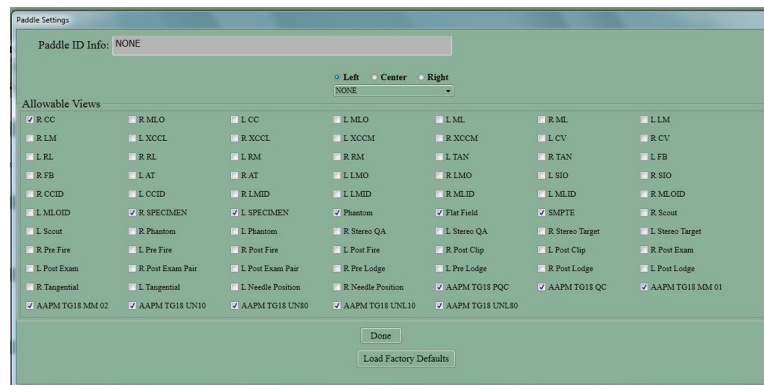 Paddle Settings
Paddle ID Info: NONE
Left Center Right
NONE
Allowable Views
R CC R MLO L CC L MLO L ML R ML L LM
R LM L XCCL R XCCL L XCCM R XCCM L CV R CV
L RL R RL L RM R RM L TAN R TAN L FB
R FB L AT R AT L LMO R LMO L SIO R SIO
R CCID L CCID R LMID L LMID R MLID L MLID R MLOID
L MLOID R SPECIMEN L SPECIMEN Phantom Flat Field SMPTE R Scout
L Scout R Phantom L Phantom R Stereo QA L Stereo QA R Stereo Target L Stereo Target
R Pre Fire L Pre Fire R Post Fire L Post Fire R Post Clip L Post Clip R Post Exam
L Post Exam R Post Exam Pair L Post Exam Pair R Pre Lodge L Pre Lodge R Post Lodge L Post Lodge
R Tangential L Tangential L Needle Position R Needle Position AAPM TG18 PQC AAPM TG18 QC AAPM TG18 MM 01
AAPM TG18 MM 02 AAPM TG18 UN10 AAPM TG18 UN80 AAPM TG18 UNL10 AAPM TG18 UNL80
Done
Load Factory Defaults